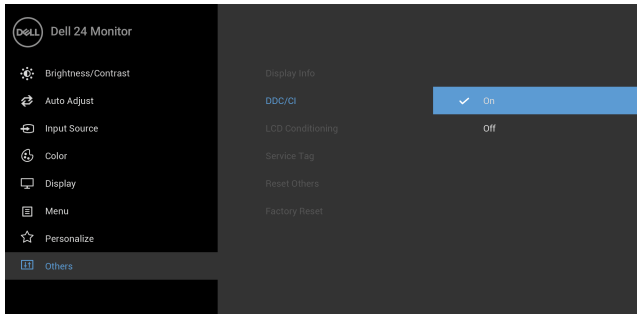 DELL Dell 24 Monitor
Brightness/Contrast
Display Info
Auto Adjust
DDC/CI
On
Input Source
LCD Conditioning
Off
Color
Service Tag
Display
Reset Others
Menu
Factory Reset
Personalize
Others